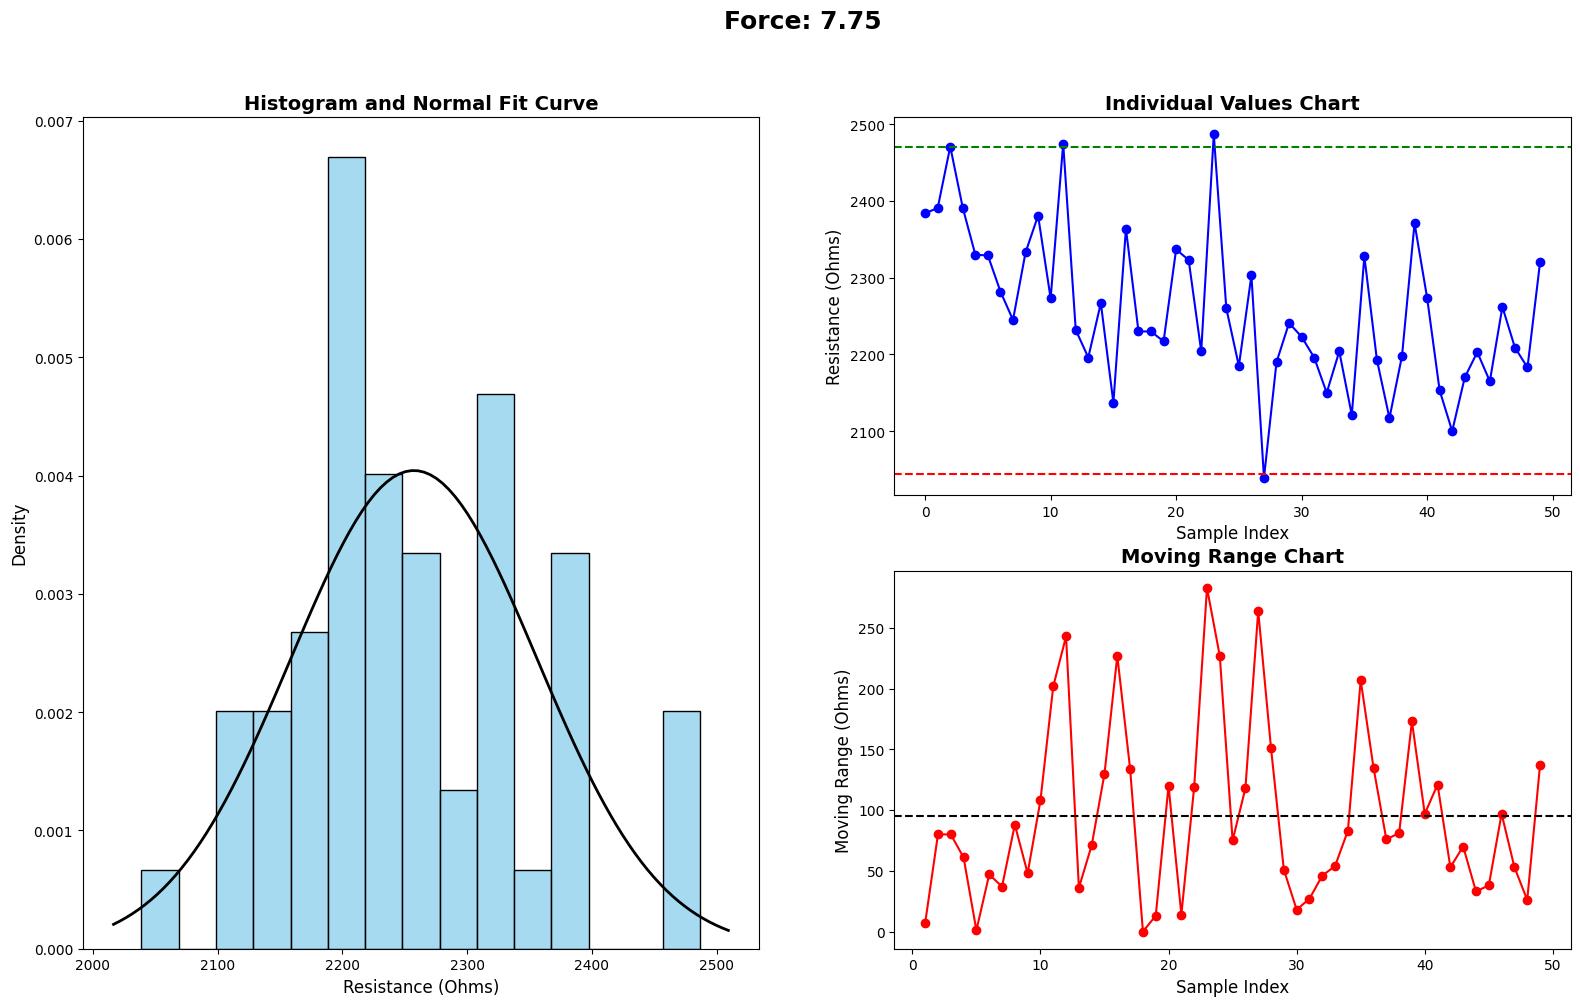 Force: 7.75
Histogram and Normal Fit Curve
0.007
0.006
0.005
0.004
0.003
0.002
0.001
0.000
Density
2000 2100 2200 2300 2400 2500
Resistance (Ohms)
Individual Values Chart
2500
2400
2300
2200
2100
Resistance (Ohms)
0 10 20 30 40 50
Sample Index
Moving Range Chart
250
200
150
100
50
0
Moving Range (Ohms)
0 10 20 30 40 50
Sample Index